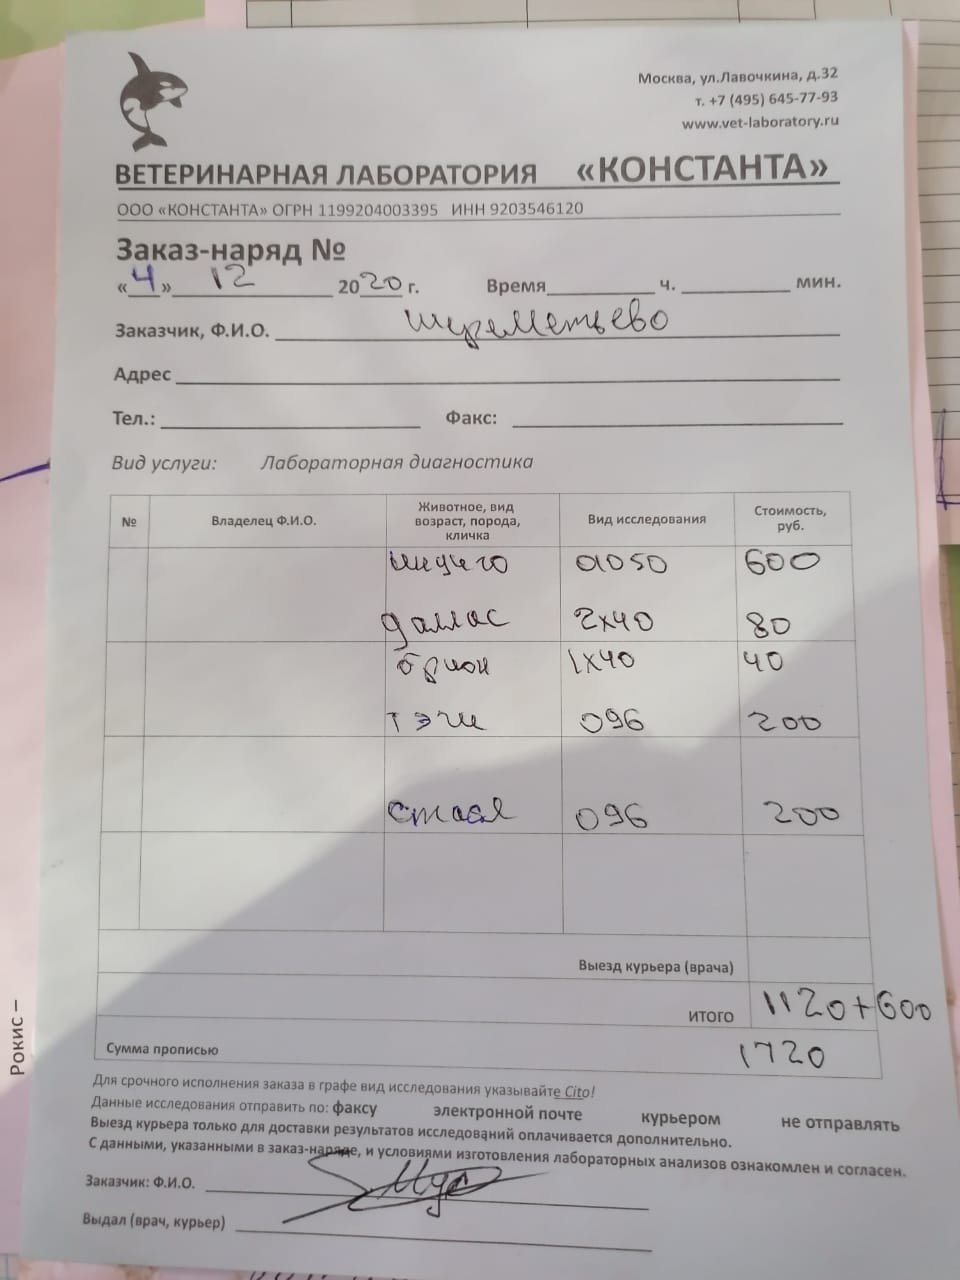 Москва, ул.Лавочкина, д.32
т. +7 (495) 645-77-93
www.vet-laboratory.ru
ВЕТЕРИНАРНАЯ ЛАБОРАТОРИЯ «КОНСТАНТА»
ООО «КОНСТАНТА» ОГРН 1199204003395 ИНН 9203546120
Заказ-наряд №
«4» 12 2020 г. Время ч. мин.
Заказчик, Ф.И.О. Шереметьево
Адрес
Тел.: Факс:
Вид услуги: Лабораторная диагностика
№ Владелец Ф.И.О. Животное, вид возраст, порода, кличка Вид исследования Стоимость, руб.
индиго 01050 600
даллас 2х40 80
брион 1х40 40
тэги 096 200
096 200
Выезд курьера (врача)
ИТОГО 1120+600
Сумма прописью 1720
Для срочного исполнения заказа в графе вид исследования указывайте Cito!
Данные исследования отправить по: факсу электронной почте курьером не отправлять
Выезд курьера только для доставки результатов исследований оплачивается дополнительно.
С данными, указанными в заказ-наряде, и условиями изготовления лабораторных анализов ознакомлен и согласен.
Заказчик: Ф.И.О.
Выдал (врач, курьер)
Рокис –